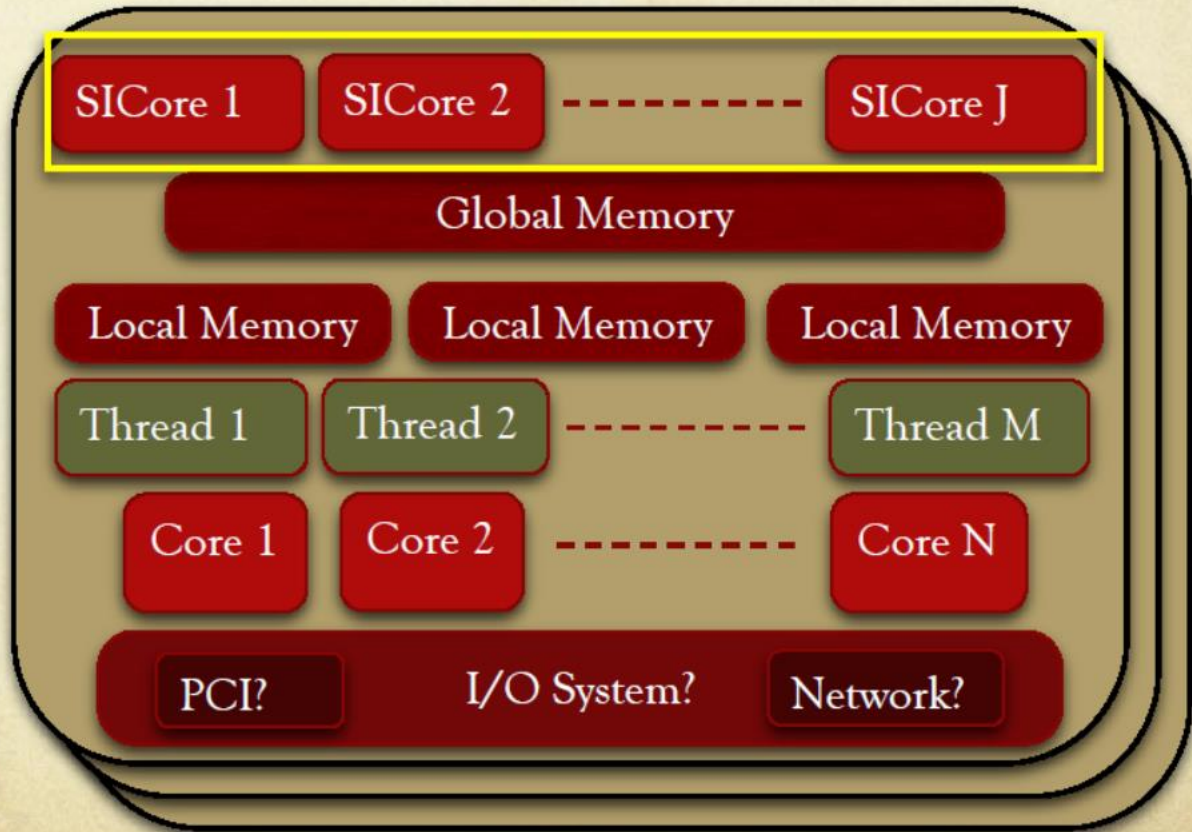 SICore 1 SICore 2 SICore J
Global Memory
Local Memory Local Memory Local Memory
Thread 1 Thread 2 Thread M
Core 1 Core 2 Core N
PCI? I/O System? Network?